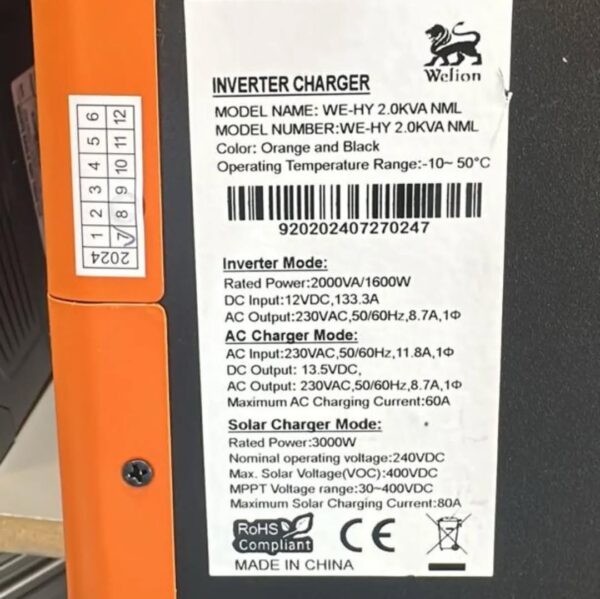 Welion
INVERTER CHARGER
MODEL NAME: WE-HY 2.0KVA NML
MODEL NUMBER:WE-HY 2.0KVA NML
Color: Orange and Black
Operating Temperature Range:-10~ 50°C
920202407270247
Inverter Mode:
Rated Power:2000VA/1600W
DC Input:12VDC,133.3A
AC Output:230VAC,50/60Hz,8.7A,1Φ
AC Charger Mode:
AC Input:230VAC,50/60Hz,11.8A,1Φ
DC Output: 13.5VDC,
AC Output: 230VAC,50/60Hz,8.7A,1Φ
Maximum AC Charging Current:60A
Solar Charger Mode:
Rated Power:3000W
Nominal operating voltage:240VDC
Max. Solar Voltage(VOC):400VDC
MPPT Voltage range:30~400VDC
Maximum Solar Charging Current:80A
RoHS
Compliant
CE
MADE IN CHINA
2024
1 2 3 4 5 6
7 8 9 10 11 12